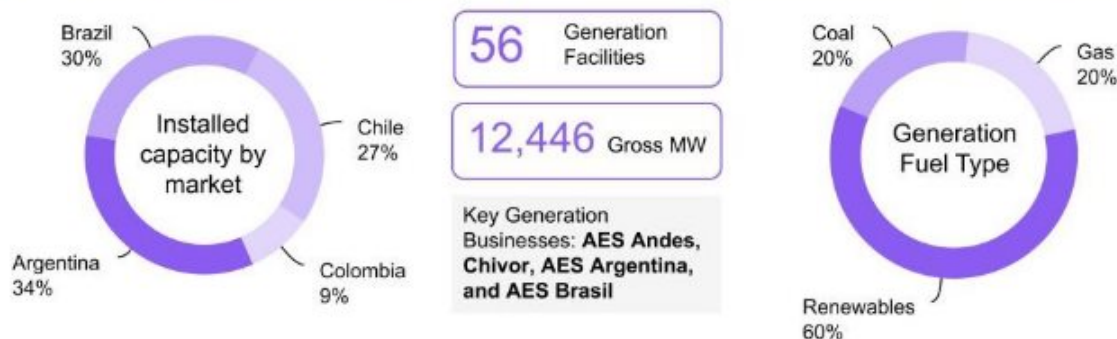 Brazil
30%
Installed
capacity by
market
Chile
27%
Argentina
34%
Colombia
9%
56 Generation
Facilities
12,446 Gross MW
Key Generation
Businesses: AES Andes,
Chivor, AES Argentina,
and AES Brasil
Coal
20%
Gas
20%
Generation
Fuel Type
Renewables
60%